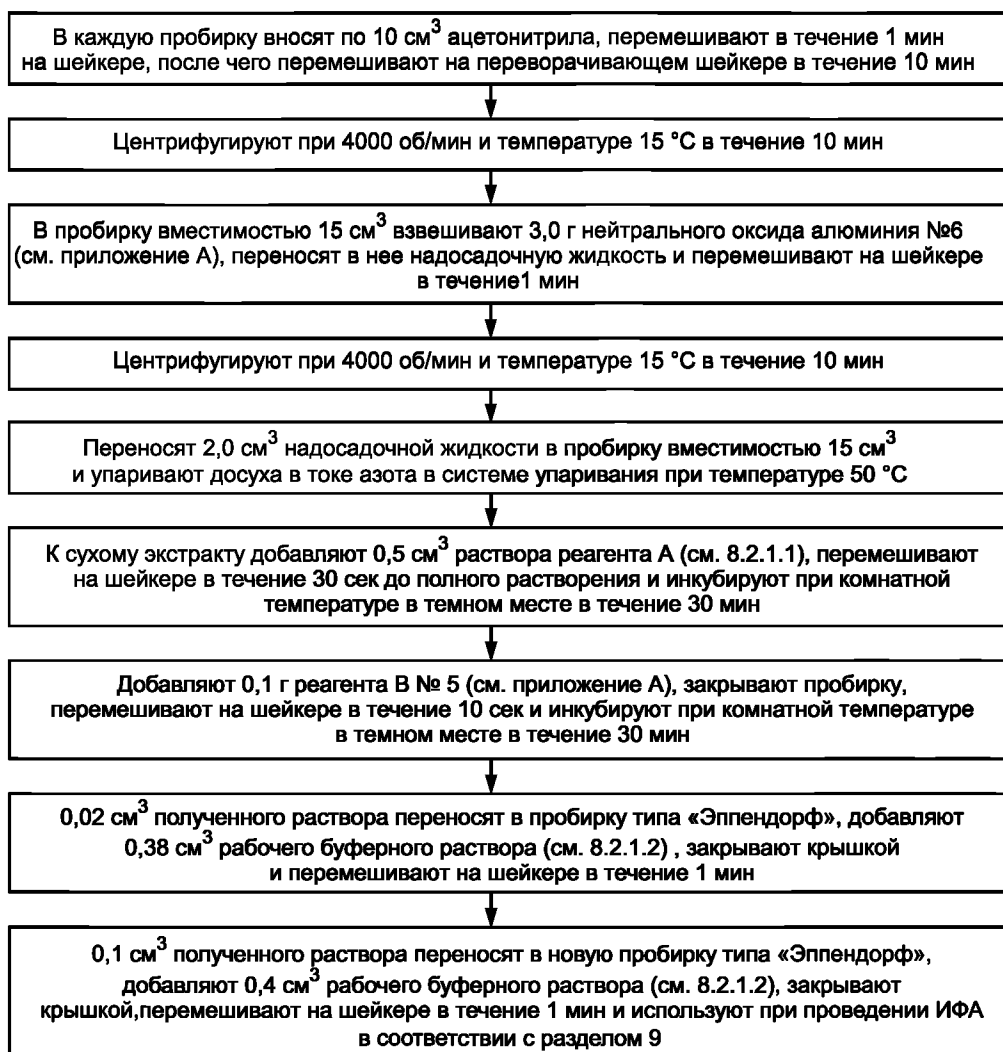 В каждую пробирку вносят по 10 см³ ацетонитрила, перемешивают в течение 1 мин
на шейкере, после чего перемешивают на переворачивающем шейкере в течение 10 мин
Центрифугируют при 4000 об/мин и температуре 15 °С в течение 10 мин
В пробирку вместимостью 15 см³ взвешивают 3,0 г нейтрального оксида алюминия №6
(см. приложение А), переносят в нее надосадочную жидкость и перемешивают на шейкере
в течение1 мин
Центрифугируют при 4000 об/мин и температуре 15 °С в течение 10 мин
Переносят 2,0 см³ надосадочной жидкости в пробирку вместимостью 15 см³
и упаривают досуха в токе азота в системе упаривания при температуре 50 °С
К сухому экстракту добавляют 0,5 см³ раствора реагента А (см. 8.2.1.1), перемешивают
на шейкере в течение 30 сек до полного растворения и инкубируют при комнатной
температуре в темном месте в течение 30 мин
Добавляют 0,1 г реагента В № 5 (см. приложение А), закрывают пробирку,
перемешивают на шейкере в течение 10 сек и инкубируют при комнатной температуре
в темном месте в течение 30 мин
0,02 см³ полученного раствора переносят в пробирку типа «Эппендорф», добавляют
0,38 см³ рабочего буферного раствора (см. 8.2.1.2) , закрывают крышкой
и перемешивают на шейкере в течение 1 мин
0,1 см³ полученного раствора переносят в новую пробирку типа «Эппендорф»,
добавляют 0,4 см³ рабочего буферного раствора (см. 8.2.1.2), закрывают
крышкой,перемешивают на шейкере в течение 1 мин и используют при проведении ИФА
в соответствии с разделом 9